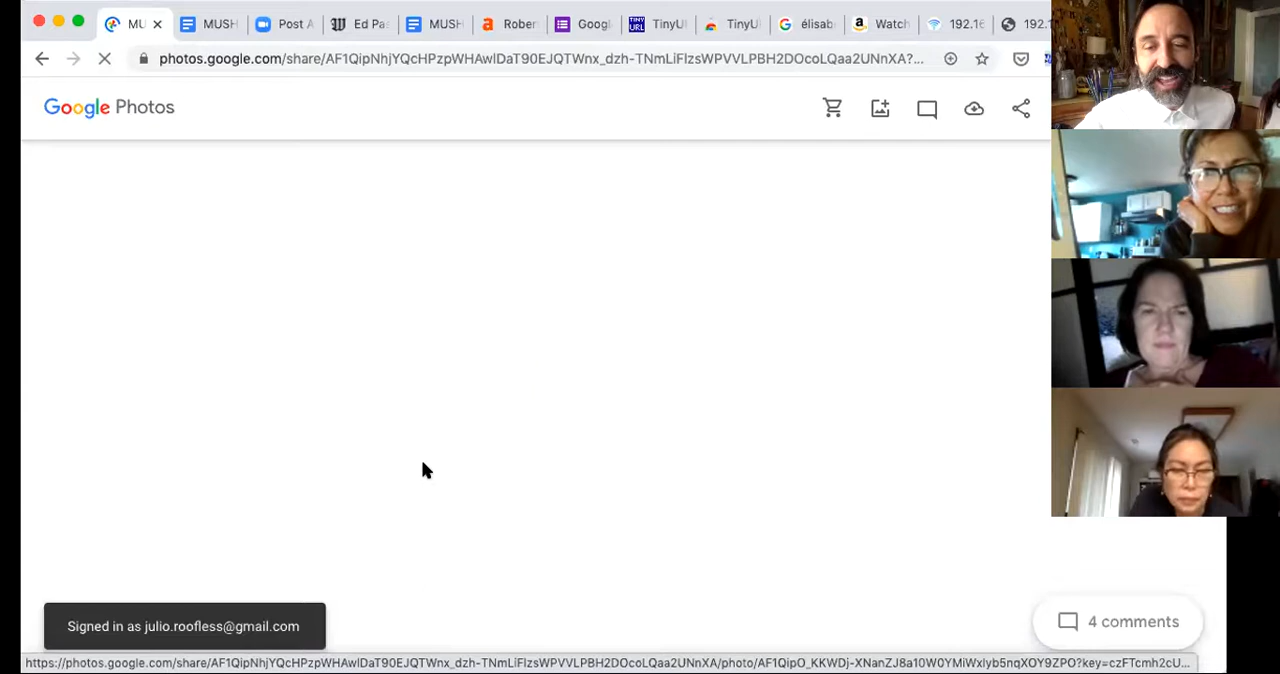 MU MUSH Post A Ed Pa MUSH Rober Googl TinyU TinyU élisab Watch 192.16 192.1
photos.google.com/share/AF1QipNhjYQcHPzpWHAwlDaT90EJQTWnx_dzh-TNmLiFlzsWPVVLPBH2DOcoLQaa2UNnXA?...
Google Photos
Signed in as julio.roofless@gmail.com
4 comments
https://photos.google.com/share/AF1QipNhjYQcHPzpWHAwlDaT90EJQTWnx_dzh-TNmLiFlzsWPVVLPBH2DOcoLQaa2UNnXA/photo/AF1QipO_KKWDj-XNanZJ8a10W0YMiWxlyb5nqXOY9ZPO?key=czFTcmh2cU...